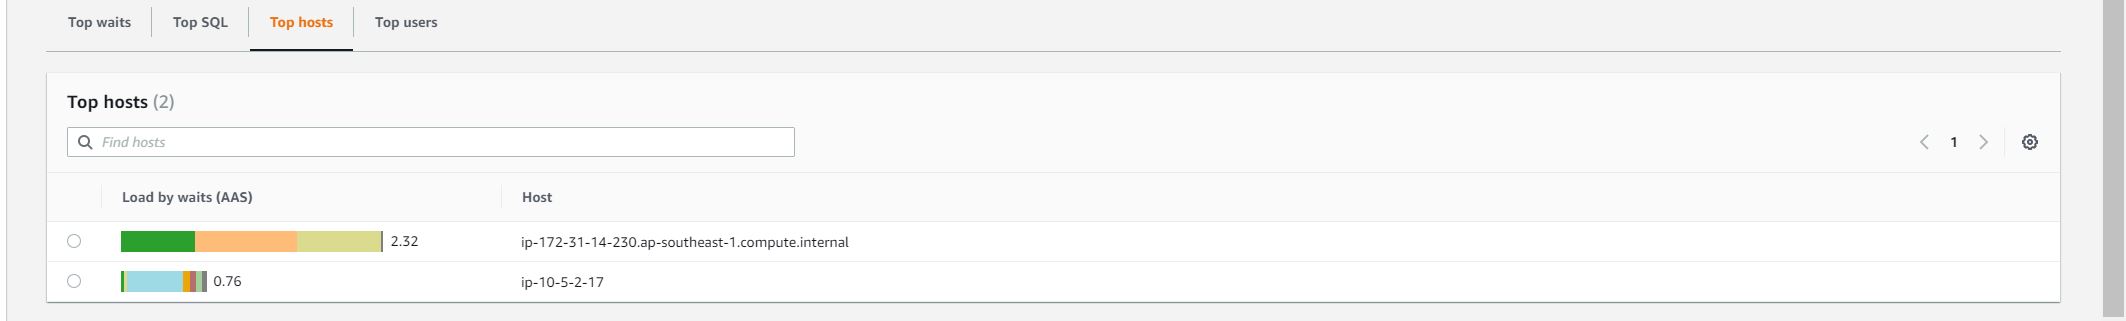 Top waits
Top SQL
Top hosts
Top users
Top hosts (2)
Find hosts
1
Load by waits (AAS)
Host
2.32
ip-172-31-14-230.ap-southeast-1.compute.internal
0.76
ip-10-5-2-17